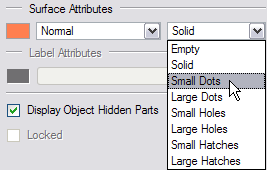 Surface Attributes
Normal
Solid
Empty
Solid
Small Dots
Large Dots
Small Holes
Large Holes
Small Hatches
Large Hatches
Label Attributes
Display Object Hidden Parts
Locked